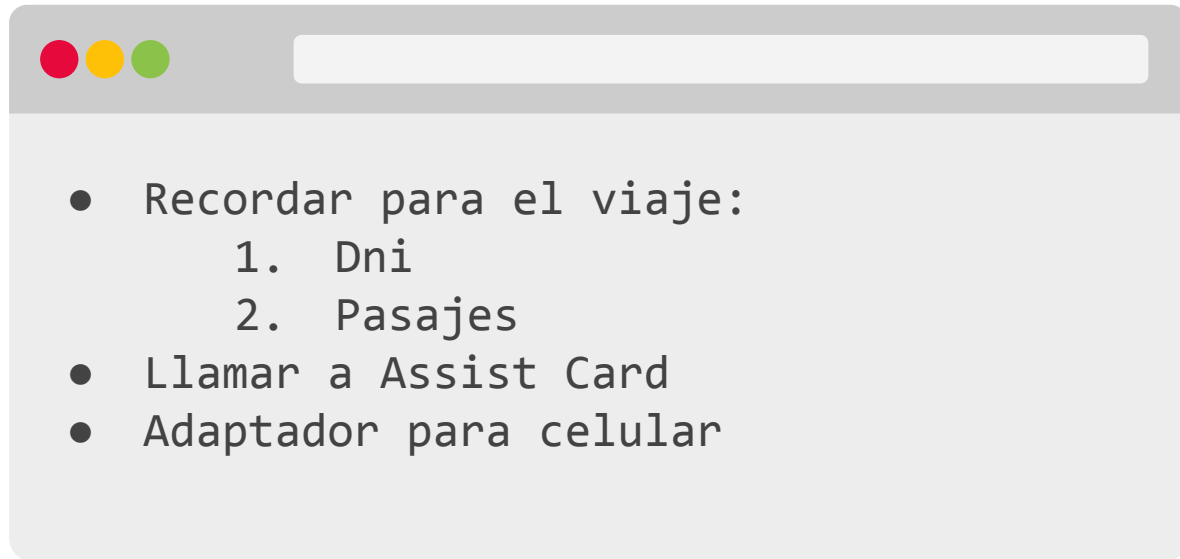 ● Recordar para el viaje:
1. Dni
2. Pasajes
● Llamar a Assist Card
● Adaptador para celular